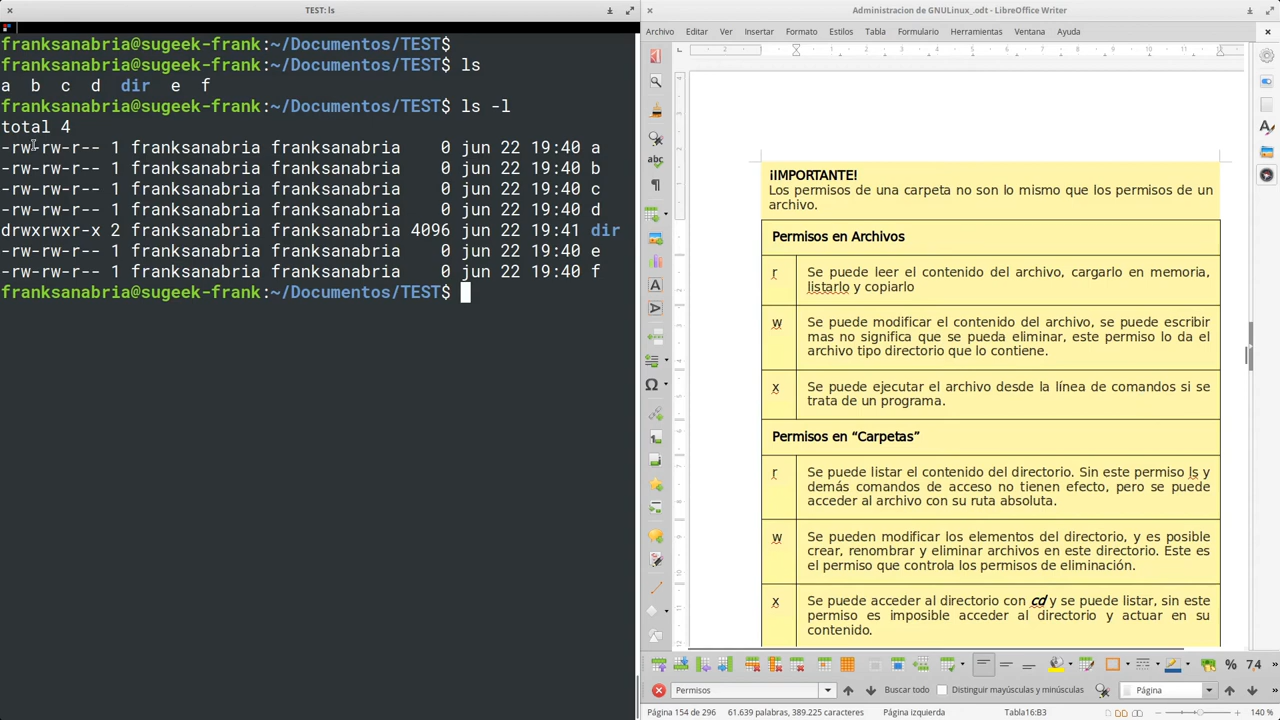 TEST: ls
franksanabria@sugeek-frank:~/Documentos/TEST$
franksanabria@sugeek-frank:~/Documentos/TEST$ ls
a b c d dir e f
franksanabria@sugeek-frank:~/Documentos/TEST$ ls -l
total 4
-rw-rw-r-- 1 franksanabria franksanabria 0 jun 22 19:40 a
-rw-rw-r-- 1 franksanabria franksanabria 0 jun 22 19:40 b
-rw-rw-r-- 1 franksanabria franksanabria 0 jun 22 19:40 c
-rw-rw-r-- 1 franksanabria franksanabria 0 jun 22 19:40 d
drwxrwxr-x 2 franksanabria franksanabria 4096 jun 22 19:41 dir
-rw-rw-r-- 1 franksanabria franksanabria 0 jun 22 19:40 e
-rw-rw-r-- 1 franksanabria franksanabria 0 jun 22 19:40 f
franksanabria@sugeek-frank:~/Documentos/TEST$
Administracion de GNULinux_.odt - LibreOffice Writer
Archivo Editar Ver Insertar Formato Estilos Tabla Formulario Herramientas Ventana Ayuda
¡IMPORTANTE!
Los permisos de una carpeta no son lo mismo que los permisos de un
archivo.
Permisos en Archivos
r Se puede leer el contenido del archivo, cargarlo en memoria,
listarlo y copiarlo
w Se puede modificar el contenido del archivo, se puede escribir
mas no significa que se pueda eliminar, este permiso lo da el
archivo tipo directorio que lo contiene.
x Se puede ejecutar el archivo desde la línea de comandos si se
trata de un programa.
Permisos en “Carpetas”
r Se puede listar el contenido del directorio. Sin este permiso ls y
demás comandos de acceso no tienen efecto, pero se puede
acceder al archivo con su ruta absoluta.
w Se pueden modificar los elementos del directorio, y es posible
crear, renombrar y eliminar archivos en este directorio. Este es
el permiso que controla los permisos de eliminación.
x Se puede acceder al directorio con cd y se puede listar, sin este
permiso es imposible acceder al directorio y actuar en su
contenido.
Permisos Buscar todo Distinguir mayúsculas y minúsculas Página
Página 154 de 296 61.639 palabras, 389.225 caracteres Página izquierda Tabla16:B3 140 %